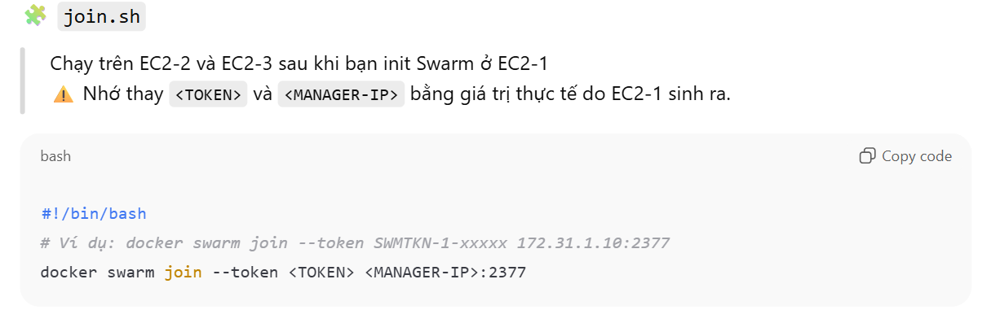 join.sh
Chạy trên EC2-2 và EC2-3 sau khi bạn init Swarm ở EC2-1
⚠️ Nhớ thay <TOKEN> và <MANAGER-IP> bằng giá trị thực tế do EC2-1 sinh ra.
bash
Copy code
#!/bin/bash
# Ví dụ: docker swarm join --token SWMTKN-1-xxxxx 172.31.1.10:2377
docker swarm join --token <TOKEN> <MANAGER-IP>:2377